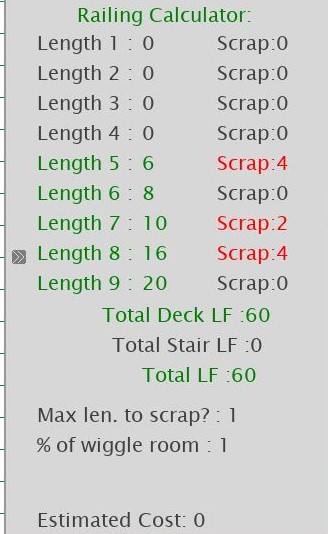 Railing Calculator:
Length 1 : 0 Scrap:0
Length 2 : 0 Scrap:0
Length 3 : 0 Scrap:0
Length 4 : 0 Scrap:0
Length 5 : 6 Scrap:4
Length 6 : 8 Scrap:0
Length 7 : 10 Scrap:2
Length 8 : 16 Scrap:4
Length 9 : 20 Scrap:0
Total Deck LF :60
Total Stair LF :0
Total LF :60
Max len. to scrap? : 1
% of wiggle room : 1
Estimated Cost: 0